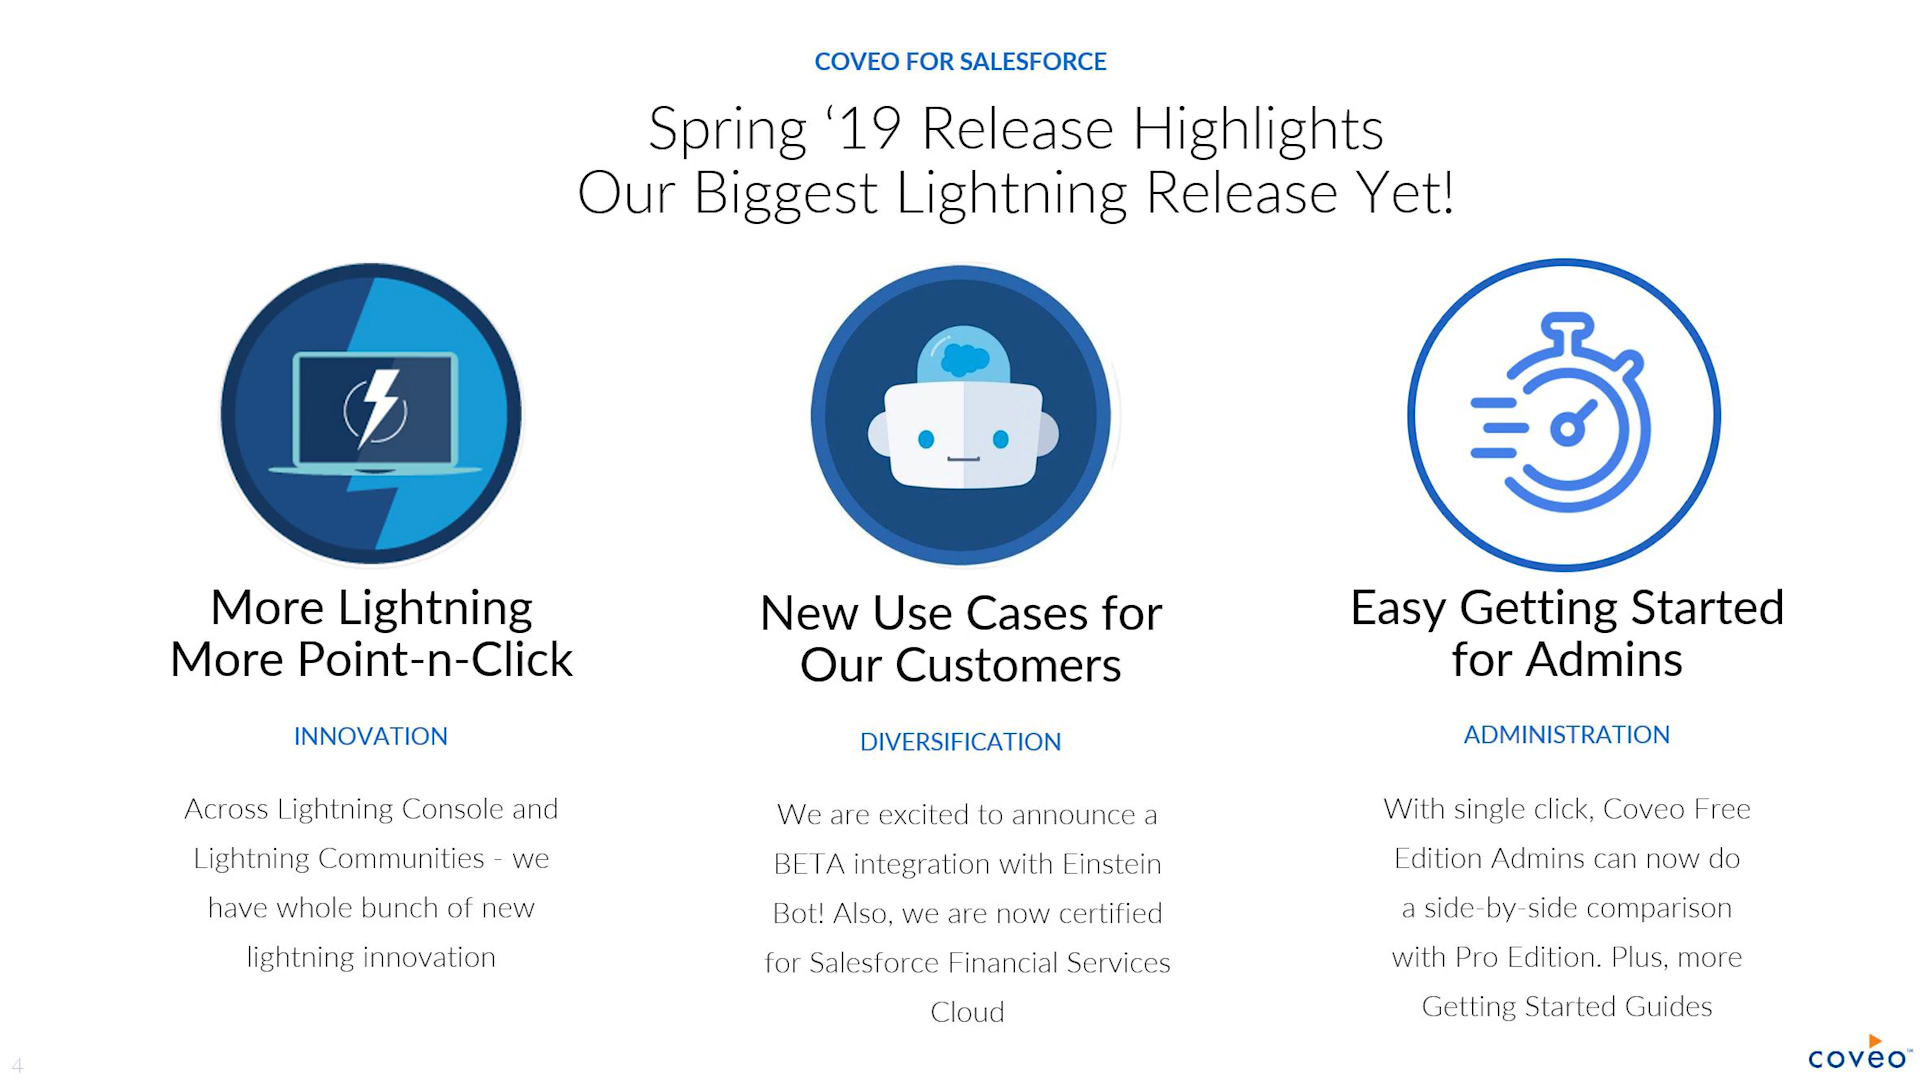 COVEO FOR SALESFORCE
Spring ‘19 Release Highlights
Our Biggest Lightning Release Yet!
More Lightning
More Point-n-Click
INNOVATION
Across Lightning Console and
Lightning Communities - we
have whole bunch of new
lightning innovation
New Use Cases for
Our Customers
DIVERSIFICATION
We are excited to announce a
BETA integration with Einstein
Bot! Also, we are now certified
for Salesforce Financial Services
Cloud
Easy Getting Started
for Admins
ADMINISTRATION
With single click, Coveo Free
Edition Admins can now do
a side-by-side comparison
with Pro Edition. Plus, more
Getting Started Guides
4
coveo™